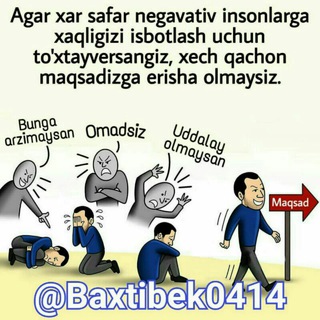 Agar xar safar negavativ insonlarga
xaqligizi isbotlash uchun
to'xtayversangiz, xech qachon
maqsadizga erisha olmaysiz.
Bunga
arzimaysan
Omadsiz
Uddalay
olmaysan
Maqsad
@Baxtibek0414